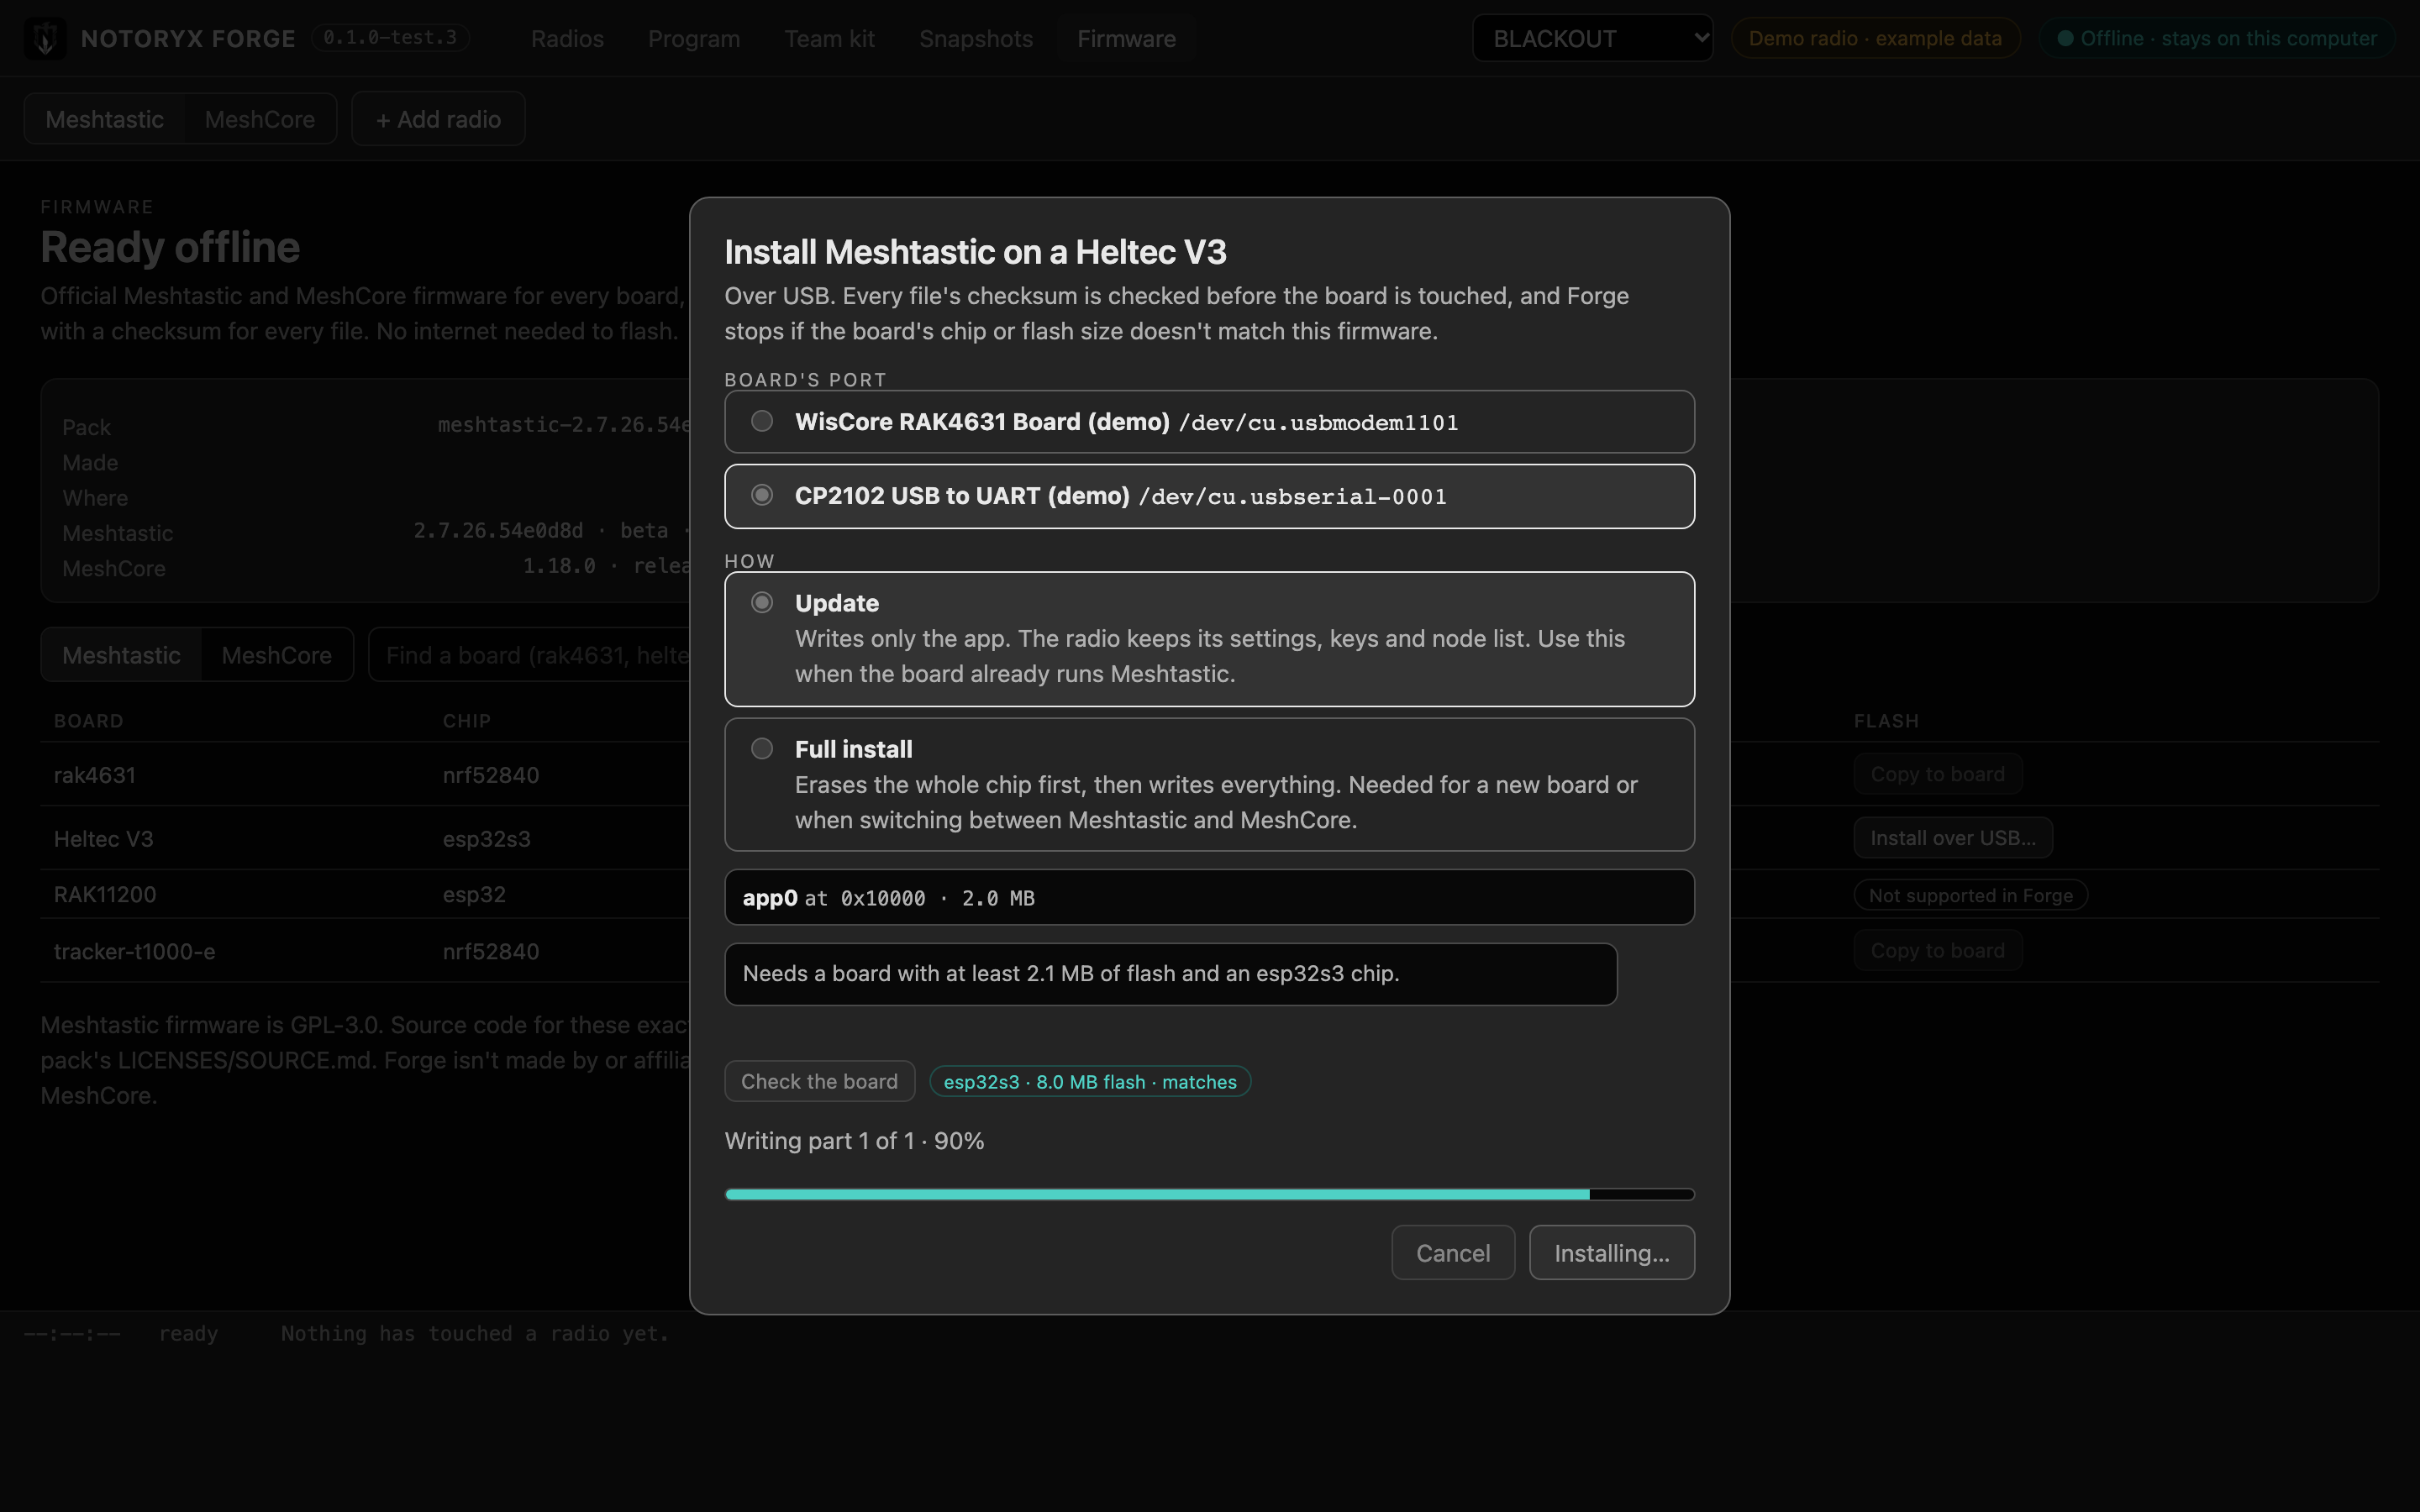 NOTORYX FORGE 0.1.0-test.3 Radios Program Team kit Snapshots Firmware BLACKOUT Demo radio · example data Offline · stays on this computer
Meshtastic MeshCore + Add radio
FIRMWARE
Ready offline
Official Meshtastic and MeshCore firmware for every board,
with a checksum for every file. No internet needed to flash.
Pack meshtastic-2.7.26.54e
Made
Where
Meshtastic 2.7.26.54e0d8d · beta ·
MeshCore 1.18.0 · relea
Meshtastic MeshCore Find a board (rak4631, helte
BOARD CHIP FLASH
rak4631 nrf52840 Copy to board
Heltec V3 esp32s3 Install over USB...
RAK11200 esp32 Not supported in Forge
tracker-t1000-e nrf52840 Copy to board
Meshtastic firmware is GPL-3.0. Source code for these exac
pack's LICENSES/SOURCE.md. Forge isn't made by or affilia
MeshCore.
Install Meshtastic on a Heltec V3
Over USB. Every file's checksum is checked before the board is touched, and Forge
stops if the board's chip or flash size doesn't match this firmware.
BOARD'S PORT
WisCore RAK4631 Board (demo) /dev/cu.usbmodem1101
CP2102 USB to UART (demo) /dev/cu.usbserial-0001
HOW
Update
Writes only the app. The radio keeps its settings, keys and node list. Use this
when the board already runs Meshtastic.
Full install
Erases the whole chip first, then writes everything. Needed for a new board or
when switching between Meshtastic and MeshCore.
app0 at 0x10000 · 2.0 MB
Needs a board with at least 2.1 MB of flash and an esp32s3 chip.
Check the board esp32s3 · 8.0 MB flash · matches
Writing part 1 of 1 · 90%
Cancel Installing...
--:--:-- ready Nothing has touched a radio yet.